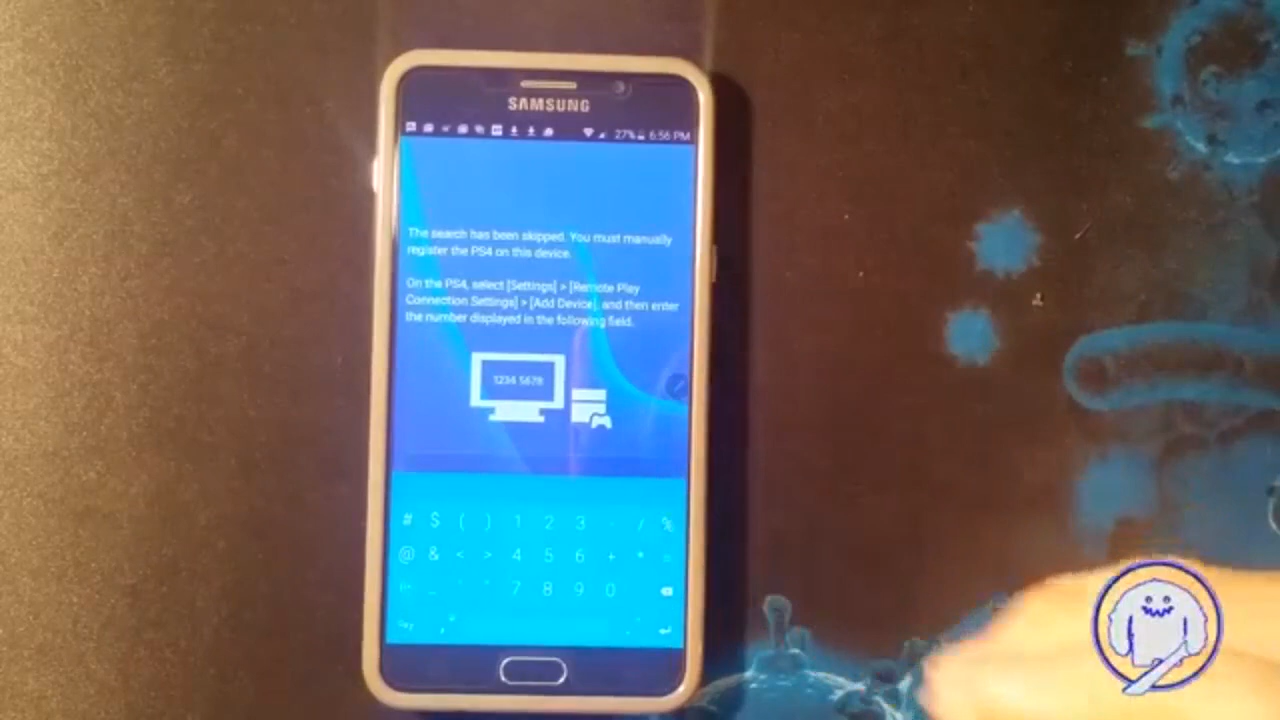 SAMSUNG
27% 6:56 PM
The search has been skipped. You must manually
register the PS4 on this device.
On the PS4, select [Settings] > [Remote Play
Connection Settings] > [Add Device], and then enter
the number displayed in the following field.
1234 5678
# $ ( ) 1 2 3 - / %
@ & < > 4 5 6 + *
7 8 9 0